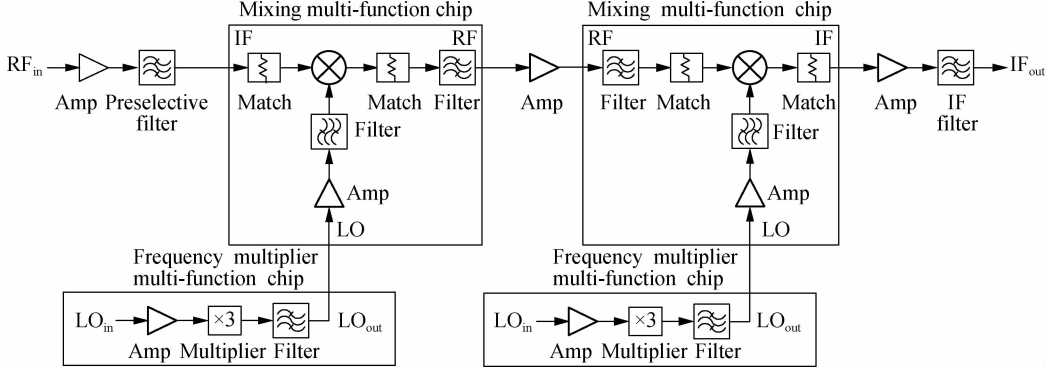 Mixing multi-function chip
Mixing multi-function chip
RFin
Amp
Preselective
filter
IF
RF
Match
Match
Filter
Filter
Amp
LO
Amp
RF
IF
Filter
Match
Match
Filter
Amp
LO
Amp
IF
filter
IFout
Frequency multiplier
multi-function chip
LOin
×3
LOout
Amp
Multiplier
Filter
Frequency multiplier
multi-function chip
LOin
×3
LOout
Amp
Multiplier
Filter